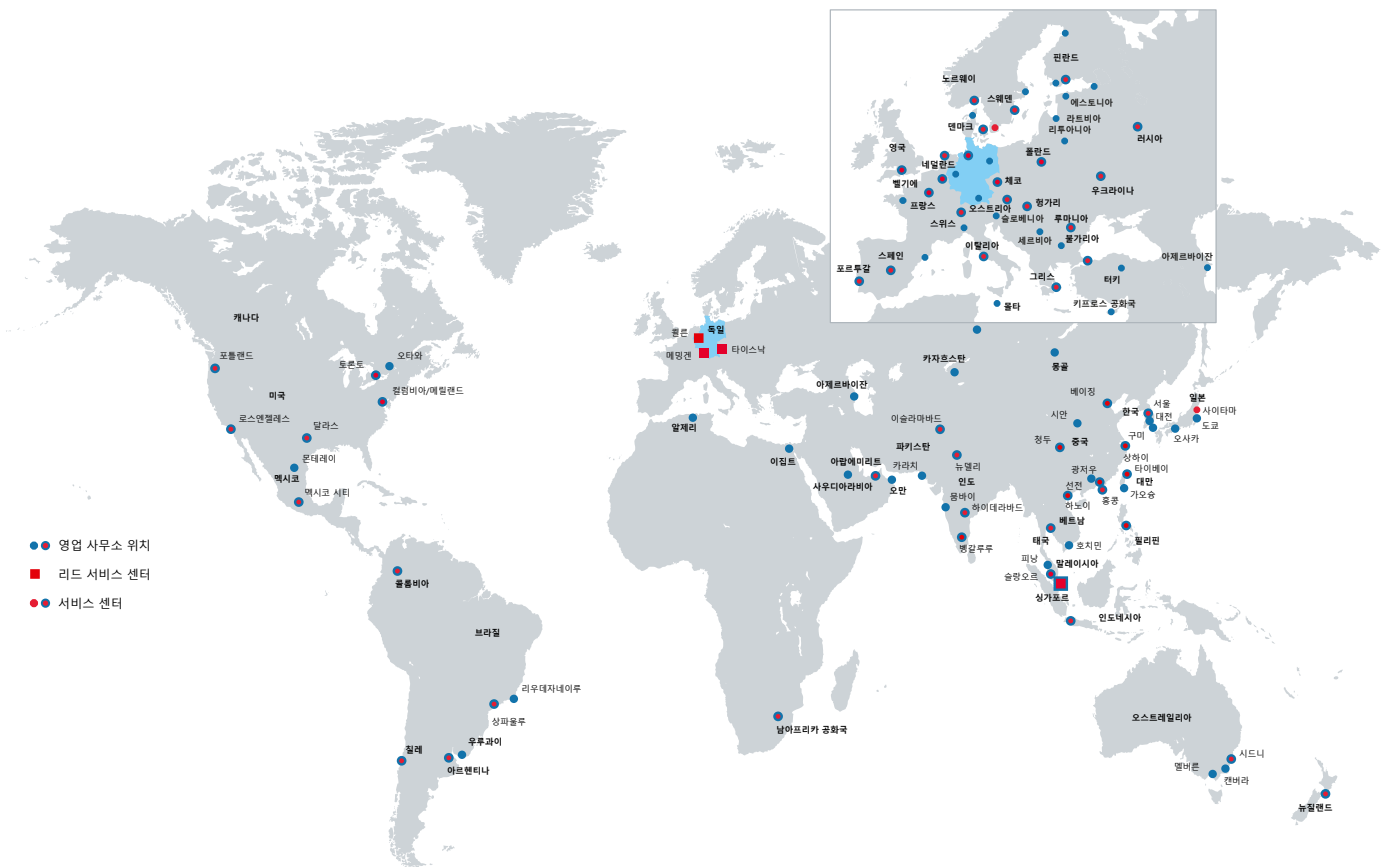 핀란드
노르웨이
스웨덴
에스토니아
라트비아
덴마크
리투아니아
러시아
영국
네덜란드
폴란드
벨기에
체코
우크라이나
프랑스
오스트리아
헝가리
스위스
슬로베니아
루마니아
세르비아
불가리아
이탈리아
스페인
아제르바이잔
포르투갈
그리스
터키
몰타
키프로스 공화국
캐나다
포틀랜드
토론토
오타와
미국
컬럼비아/메릴랜드
로스엔젤레스
달라스
몬테레이
멕시코
멕시코 시티
쾰른
독일
메밍겐
타이스낙
카자흐스탄
몽골
아제르바이잔
알제리
이집트
아랍에미리트
사우디아라비아
오만
이슬라마바드
파키스탄
카라치
뉴델리
인도
뭄바이
하이데라바드
벵갈루루
베이징
시안
청두
중국
한국
서울
대전
구미
일본
사이타마
도쿄
오사카
상하이
타이베이
대만
가오슝
광저우
선전
홍콩
하노이
베트남
태국
호치민
필리핀
피낭
말레이시아
슬랑오르
싱가포르
인도네시아
영업 사무소 위치
리드 서비스 센터
서비스 센터
콜롬비아
브라질
리우데자네이루
상파울루
우루과이
칠레
아르헨티나
남아프리카 공화국
오스트레일리아
시드니
멜버른
캔버라
뉴질랜드